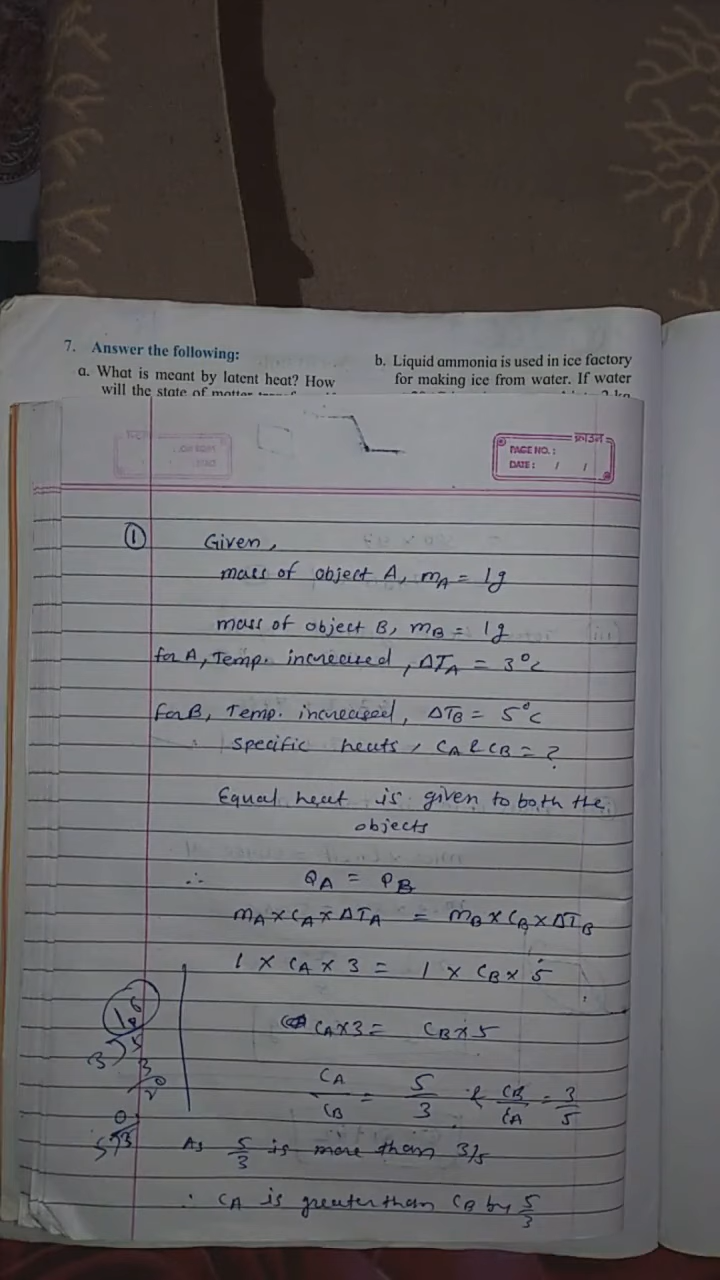 7. Answer the following:
a. What is meant by latent heat? How
will the state of matter
b. Liquid ammonia is used in ice factory
for making ice from water. If water
PAGE NO. :
DATE : / /
① Given,
mass of object A, mA = 1g
mass of object B, mB = 1g
for A, Temp. increased, ΔTA = 3°C
for B, Temp. increased, ΔTB = 5°C
Specific heats, CA & CB = ?
Equal heat is given to both the
objects
∴ QA = QB
mA × CA × ΔTA = mB × CB × ΔTB
1 × CA × 3 = 1 × CB × 5
CA × 3 = CB × 5
CA/CB = 5/3 & CB/CA = 3/5
As 5/3 is more than 3/5
∴ CA is greater than CB by 5/3